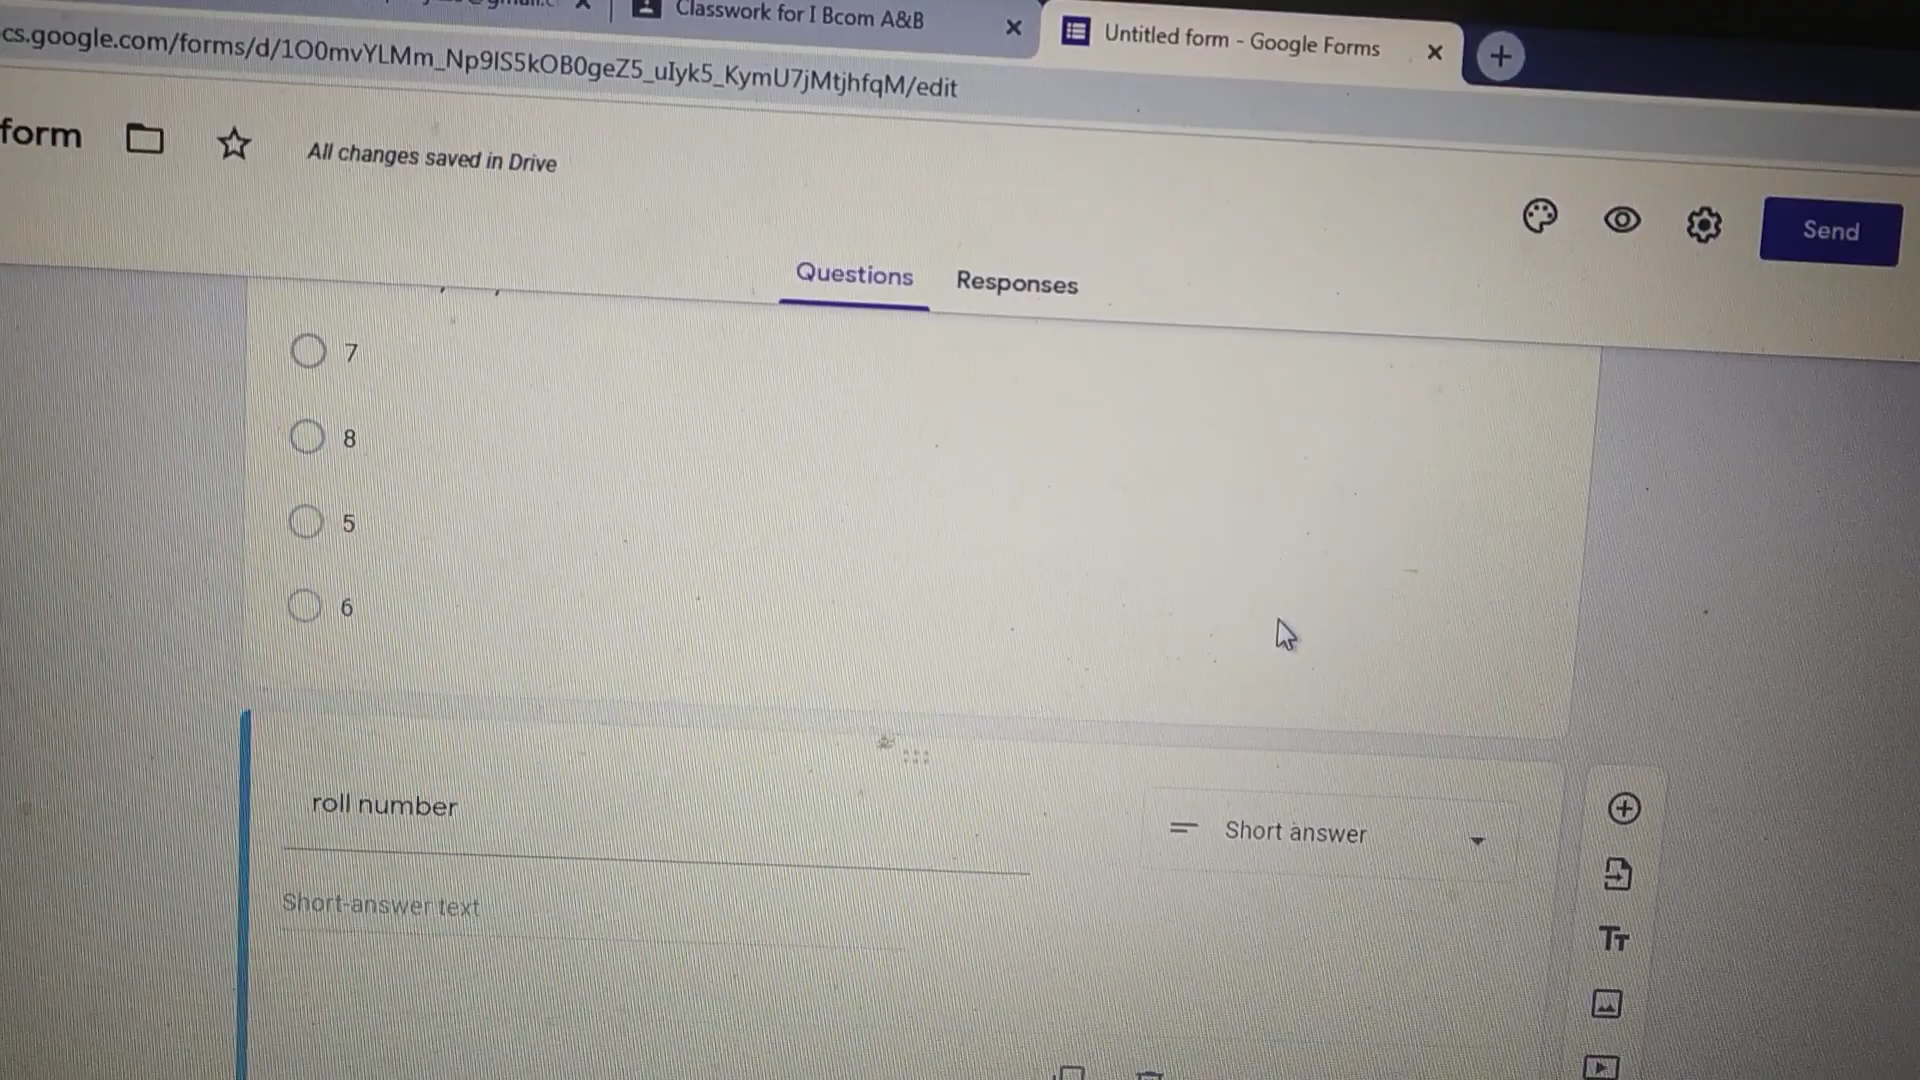 Classwork for I Bcom A&B
Untitled form - Google Forms
cs.google.com/forms/d/1O0mvYLMm_Np9IS5kOB0geZ5_uIyk5_KymU7jMtjhfqM/edit
form
All changes saved in Drive
Send
Questions
Responses
7
8
5
6
roll number
Short answer
Short-answer text